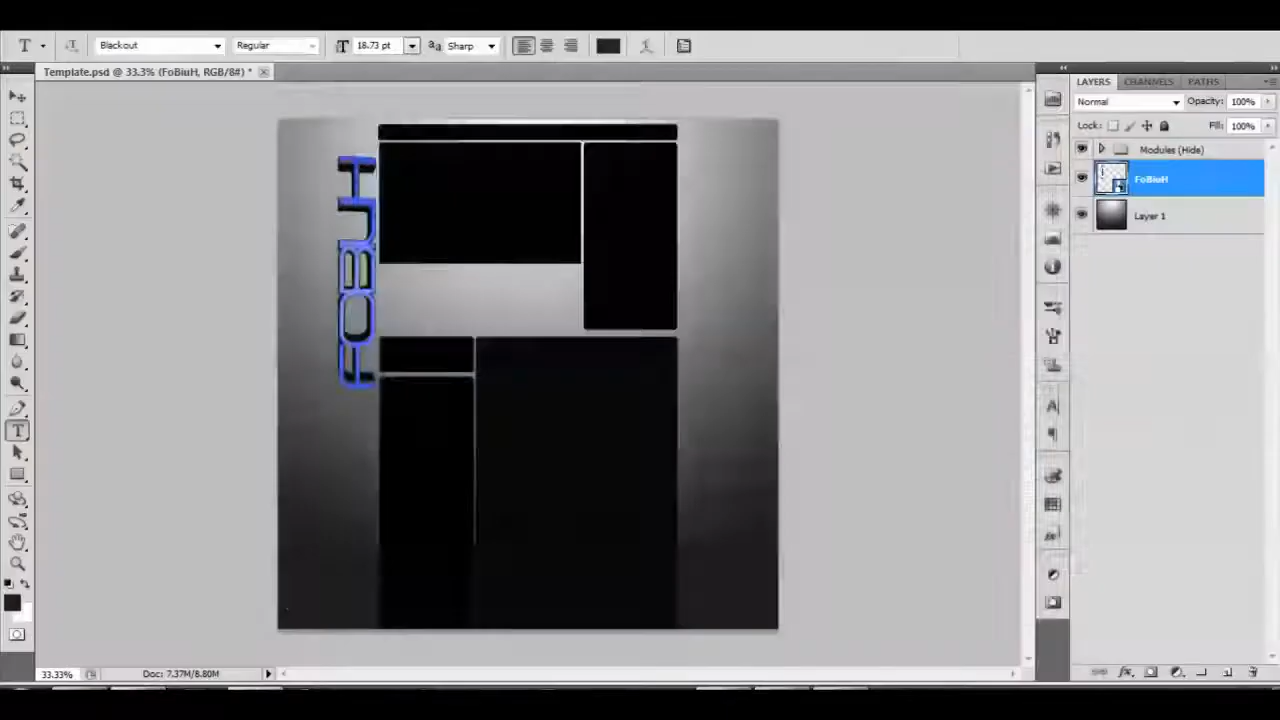 T Blackout Regular 18.73 pt aa Sharp
Template.psd @ 33.3% (FoBiuH, RGB/8#) *
LAYERS CHANNELS PATHS
Normal Opacity: 100%
Lock: Fill: 100%
Modules (Hide)
FoBiuH
Layer 1
FOBIUH
33.33% Doc: 7.37M/8.80M